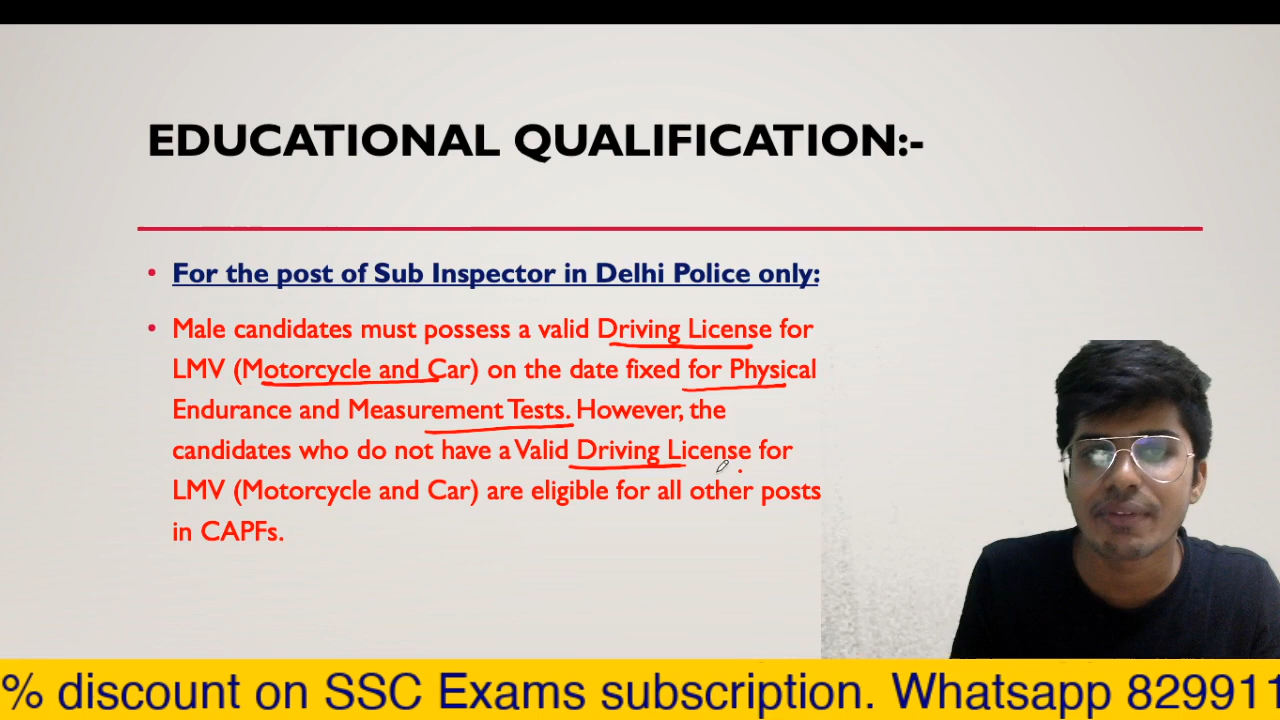 EDUCATIONAL QUALIFICATION:-
• For the post of Sub Inspector in Delhi Police only:
• Male candidates must possess a valid Driving License for
LMV (Motorcycle and Car) on the date fixed for Physical
Endurance and Measurement Tests. However, the
candidates who do not have a Valid Driving License for
LMV (Motorcycle and Car) are eligible for all other posts
in CAPFs.
% discount on SSC Exams subscription. Whatsapp 829911